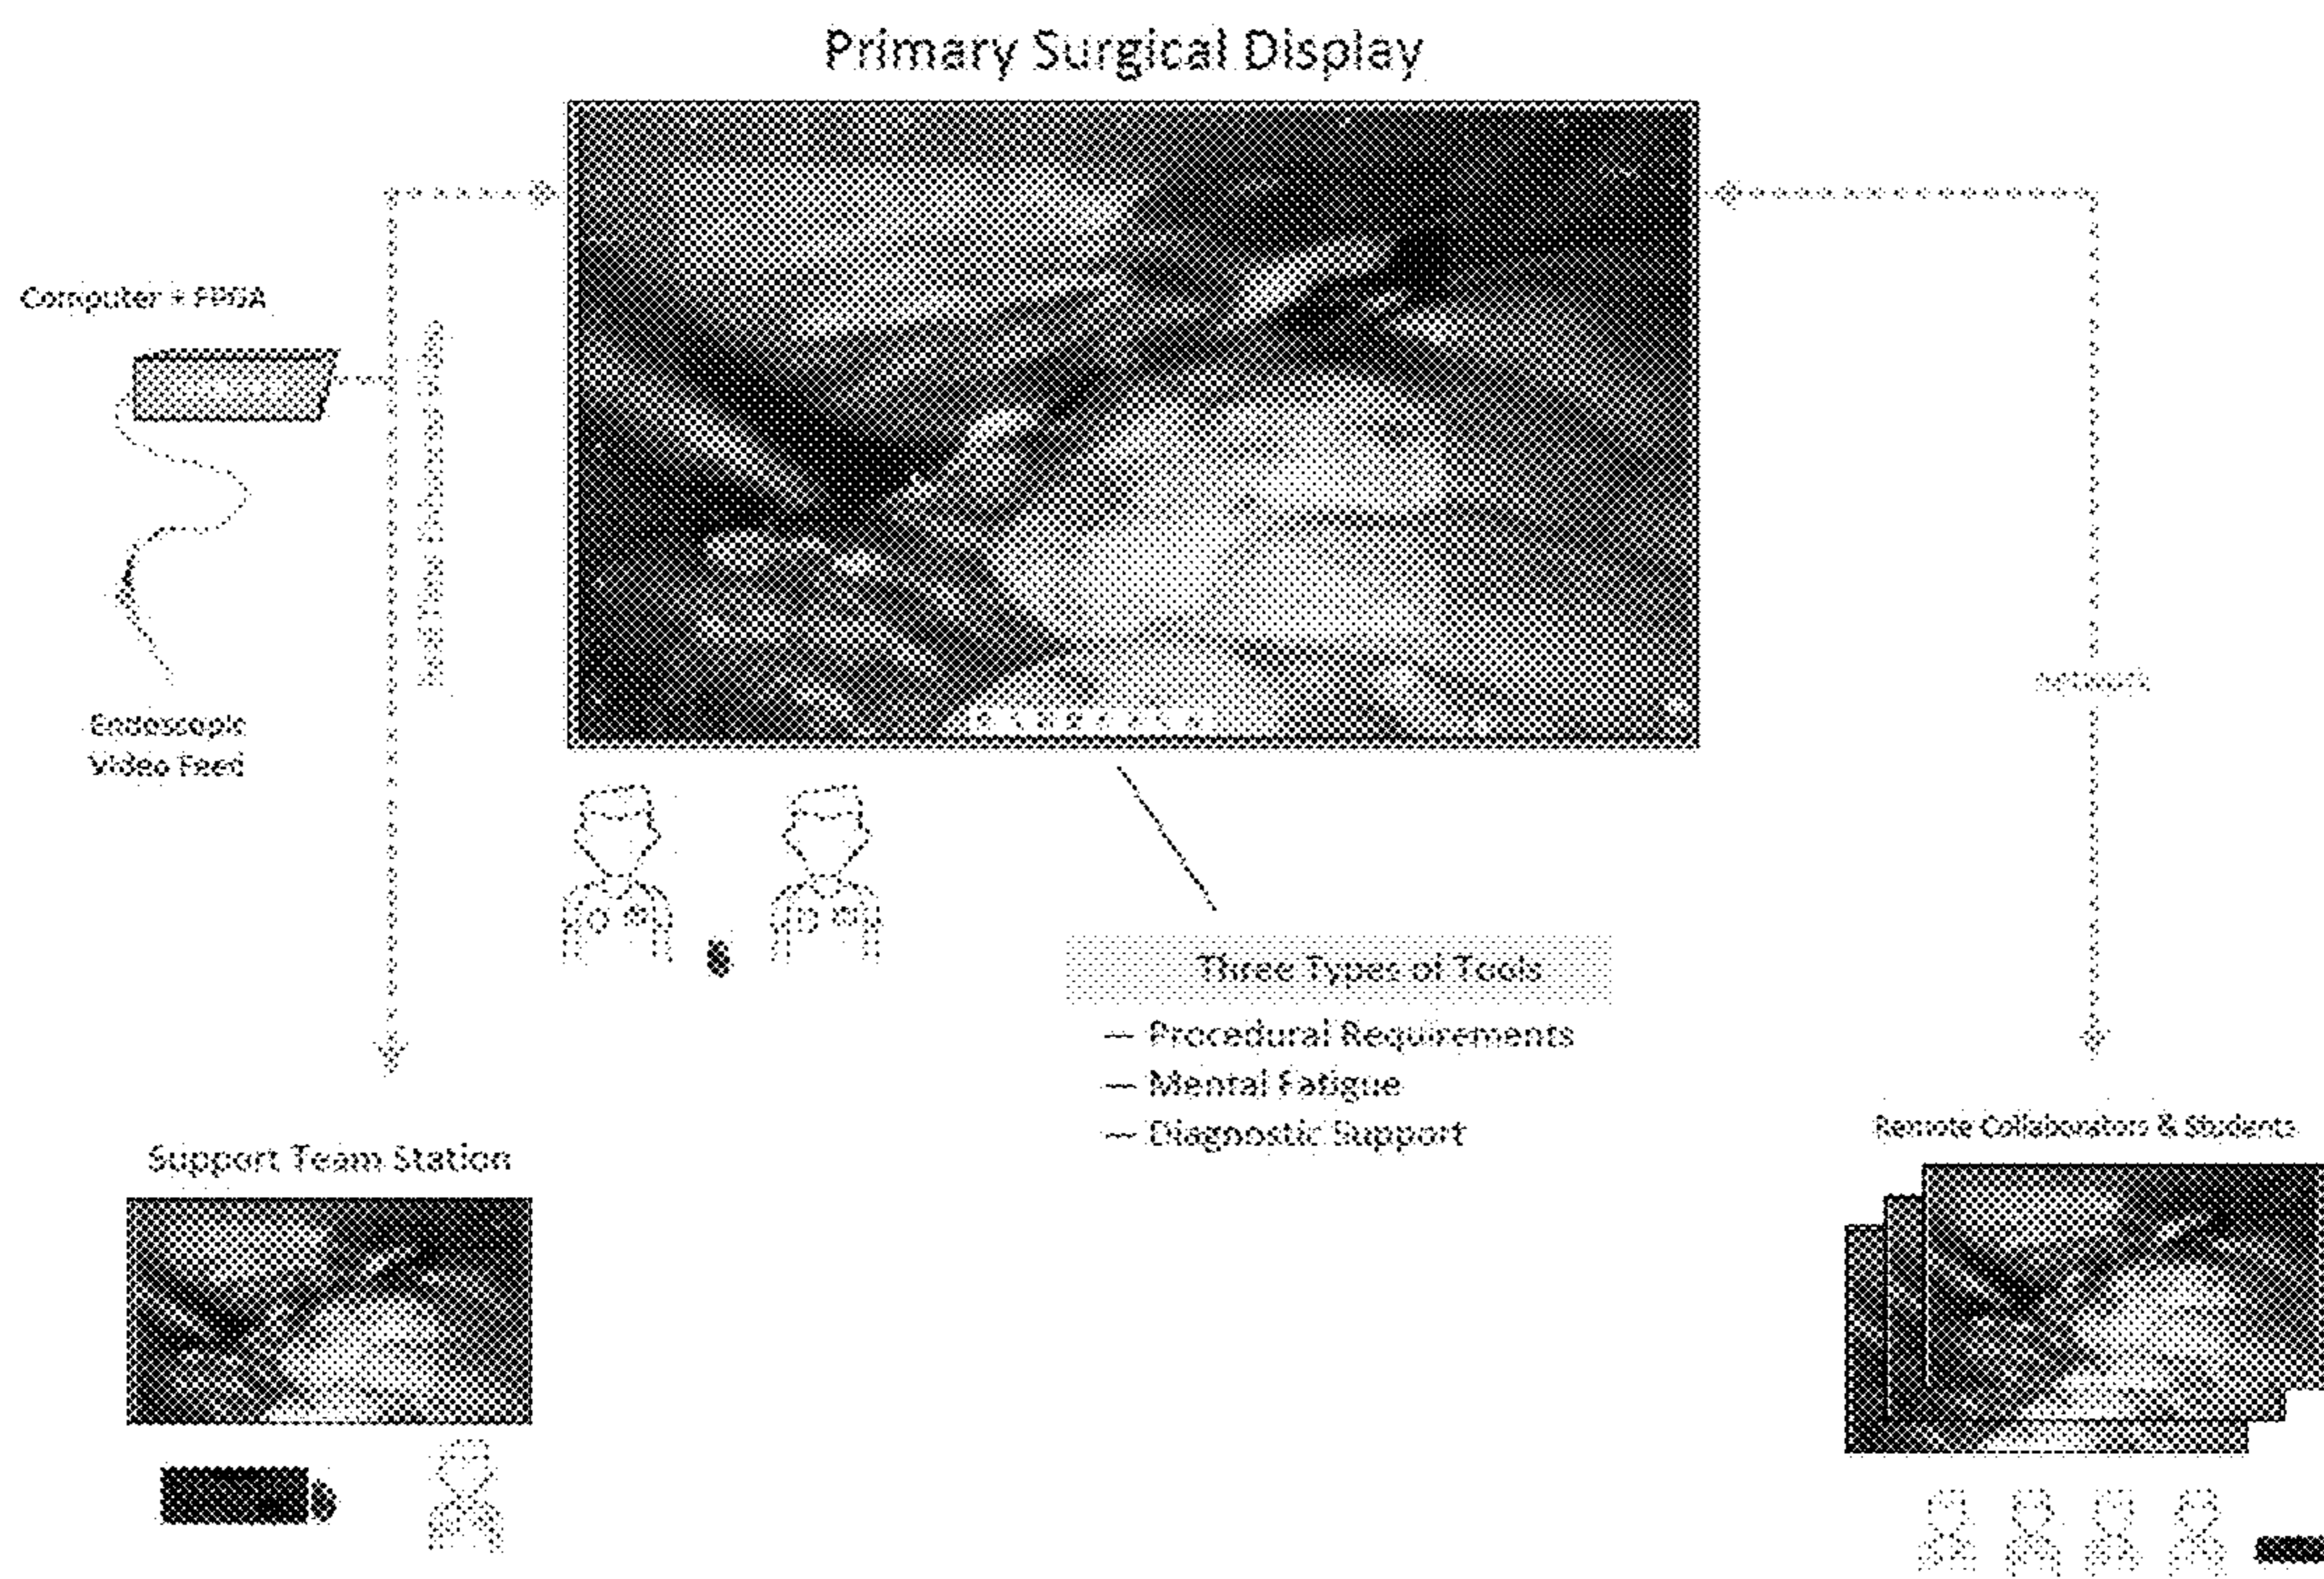 Primary Surgical Display
Computer + FPGA
Endoscopic
Video Feed
Network
Three Types of Tools
— Procedural Requirements
— Mental Fatigue
— Diagnostic Support
Support Team Station
Remote Collaborators & Students